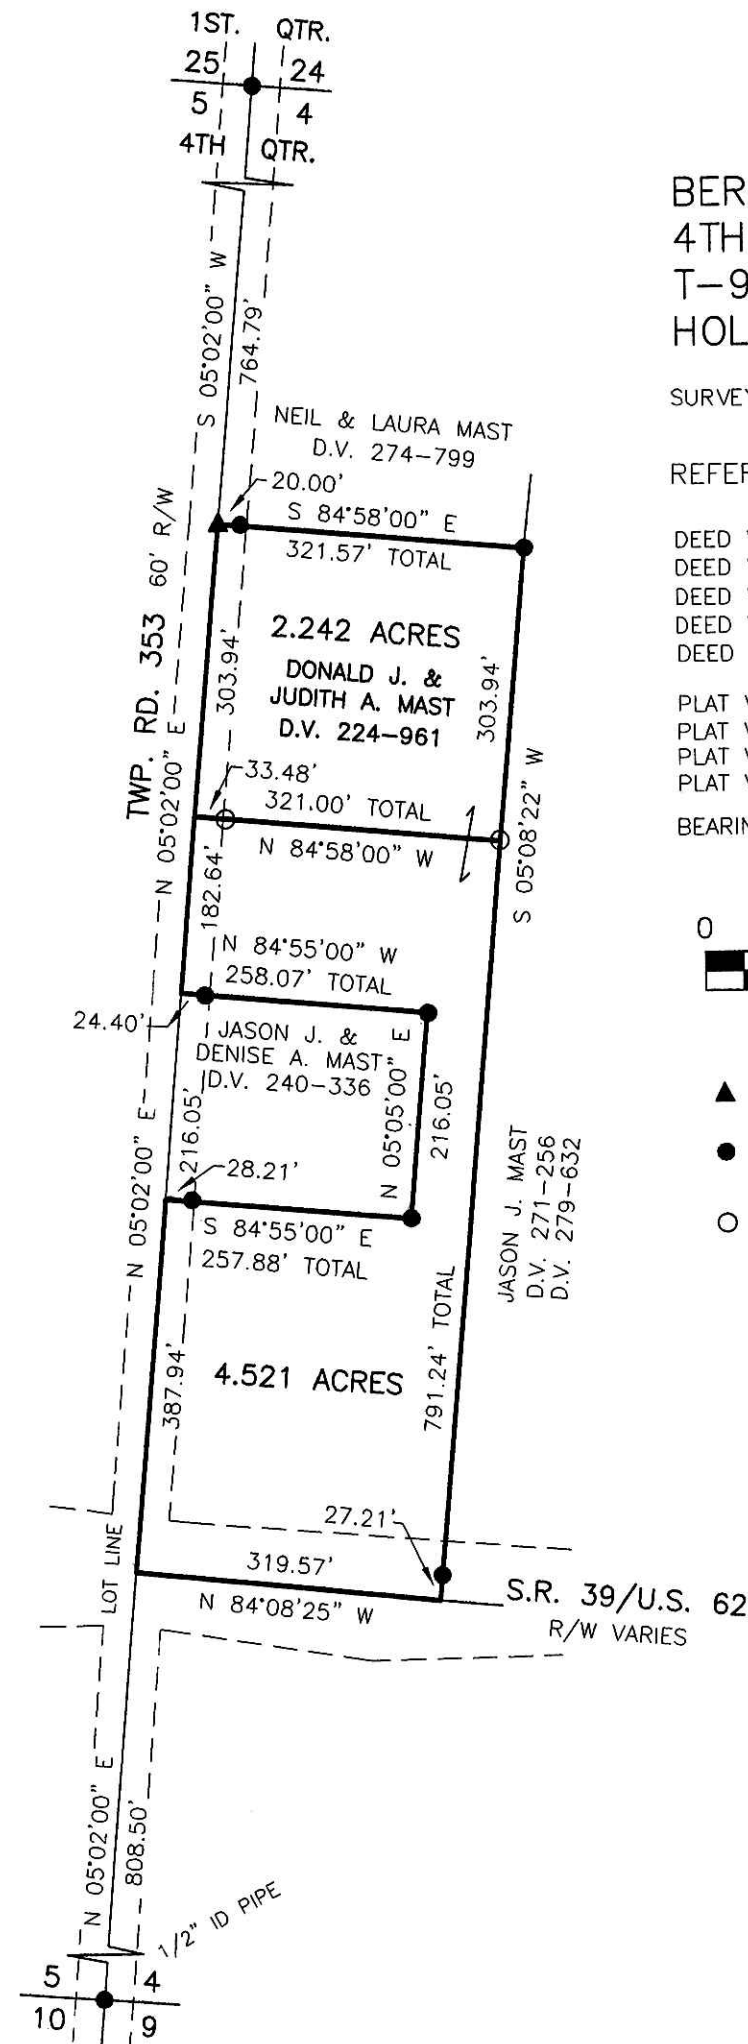 1ST. QTR.
25 24
5 4
4TH QTR.
S 05°02'00" W
764.79'
BER
4TH
T-9
HOL
SURVEY
NEIL & LAURA MAST
D.V. 274-799
REFER
20.00'
S 84°58'00" E
321.57' TOTAL
DEED V
DEED V
DEED V
DEED V
DEED
TWP. RD. 353 60' R/W
2.242 ACRES
DONALD J. &
JUDITH A. MAST
D.V. 224-961
303.94'
303.94'
PLAT V
PLAT V
PLAT V
PLAT V
BEARIN
N 05°02'00" E
33.48'
321.00' TOTAL
N 84°58'00" W
S 05°08'22" W
182.64'
0
N 84°55'00" W
258.07' TOTAL
24.40'
JASON J. &
DENISE A. MAST
D.V. 240-336
N 05°05'00" E
216.05'
216.05'
N 05°02'00" E
28.21'
S 84°55'00" E
257.88' TOTAL
JASON J. MAST
D.V. 271-256
D.V. 279-632
387.94'
4.521 ACRES
791.24' TOTAL
27.21'
LOT LINE
319.57'
N 84°08'25" W
S.R. 39/U.S. 62
R/W VARIES
N 05°02'00" E
808.50'
1/2" ID PIPE
5 4
10 9